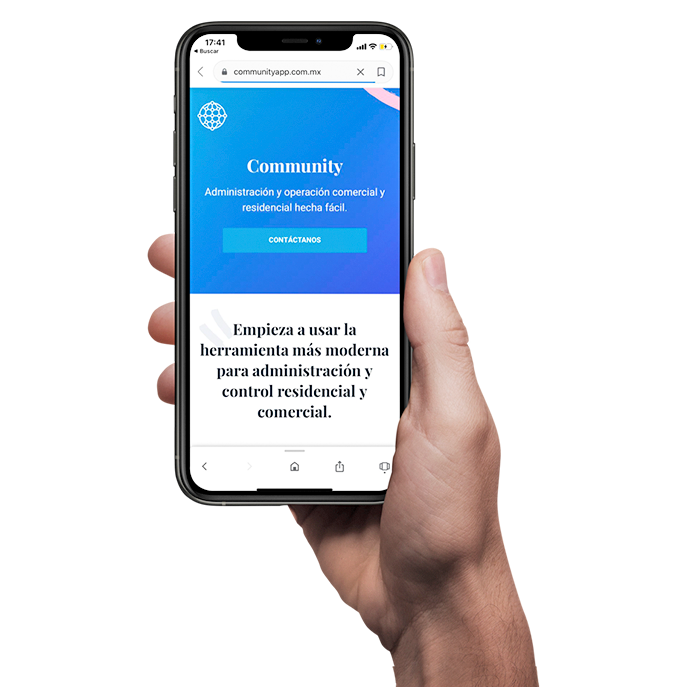 17:41
◂ Buscar
communityapp.com.mx
Community
Administración y operación comercial y
residencial hecha fácil.
CONTÁCTANOS
Empieza a usar la
herramienta más moderna
para administración y
control residencial y
comercial.